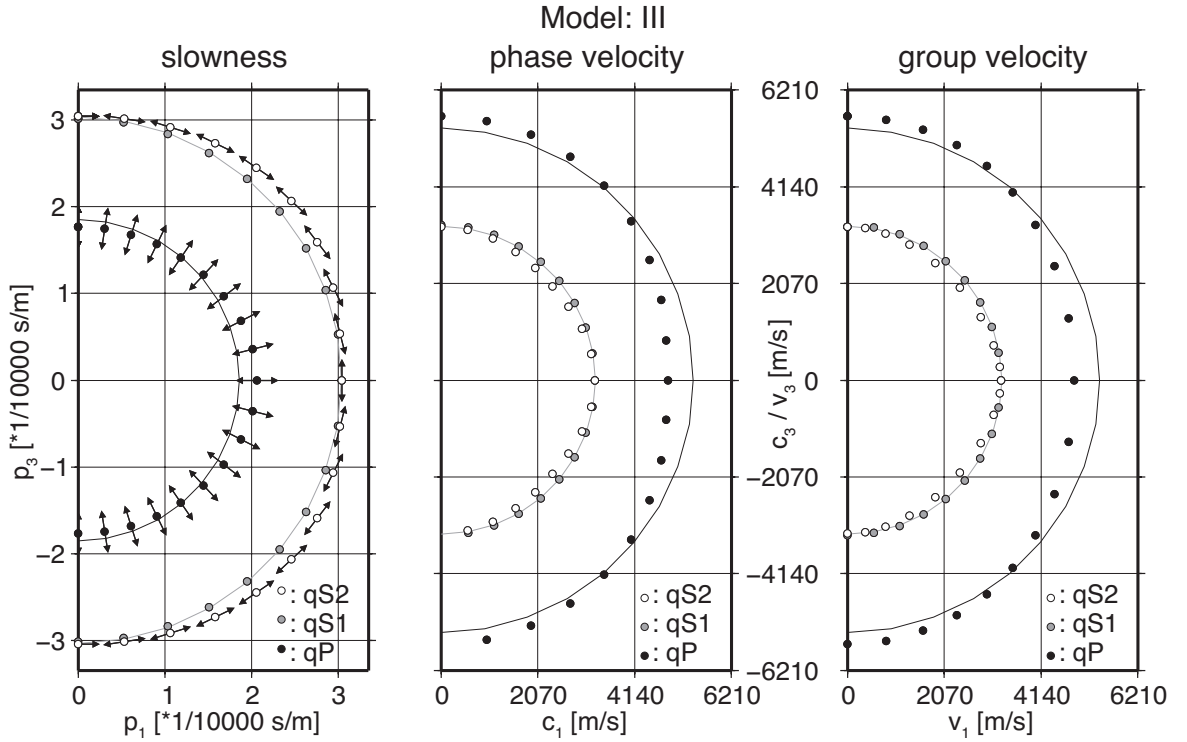 Model: III
slowness
phase velocity
group velocity
3
2
1
0
−1
−2
−3
p3 [*1/10000 s/m]
0 1 2 3
p1 [*1/10000 s/m]
: qS2
: qS1
: qP
0 2070 4140 6210
c1 [m/s]
: qS2
: qS1
: qP
6210
4140
2070
0
−2070
−4140
−6210
c3 / v3 [m/s]
0 2070 4140 6210
v1 [m/s]
: qS2
: qS1
: qP